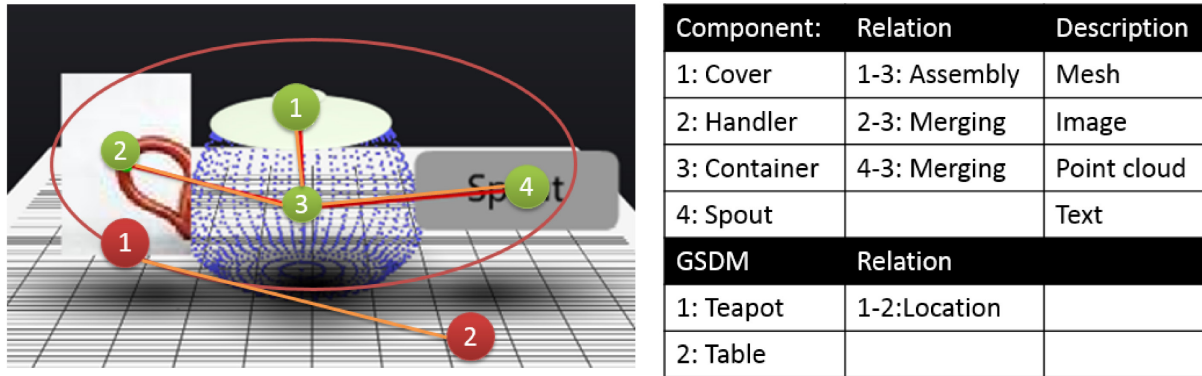 1
2
3
4
Spout
1
2
Component: Relation Description
1: Cover 1-3: Assembly Mesh
2: Handler 2-3: Merging Image
3: Container 4-3: Merging Point cloud
4: Spout Text
GSDM Relation
1: Teapot 1-2:Location
2: Table